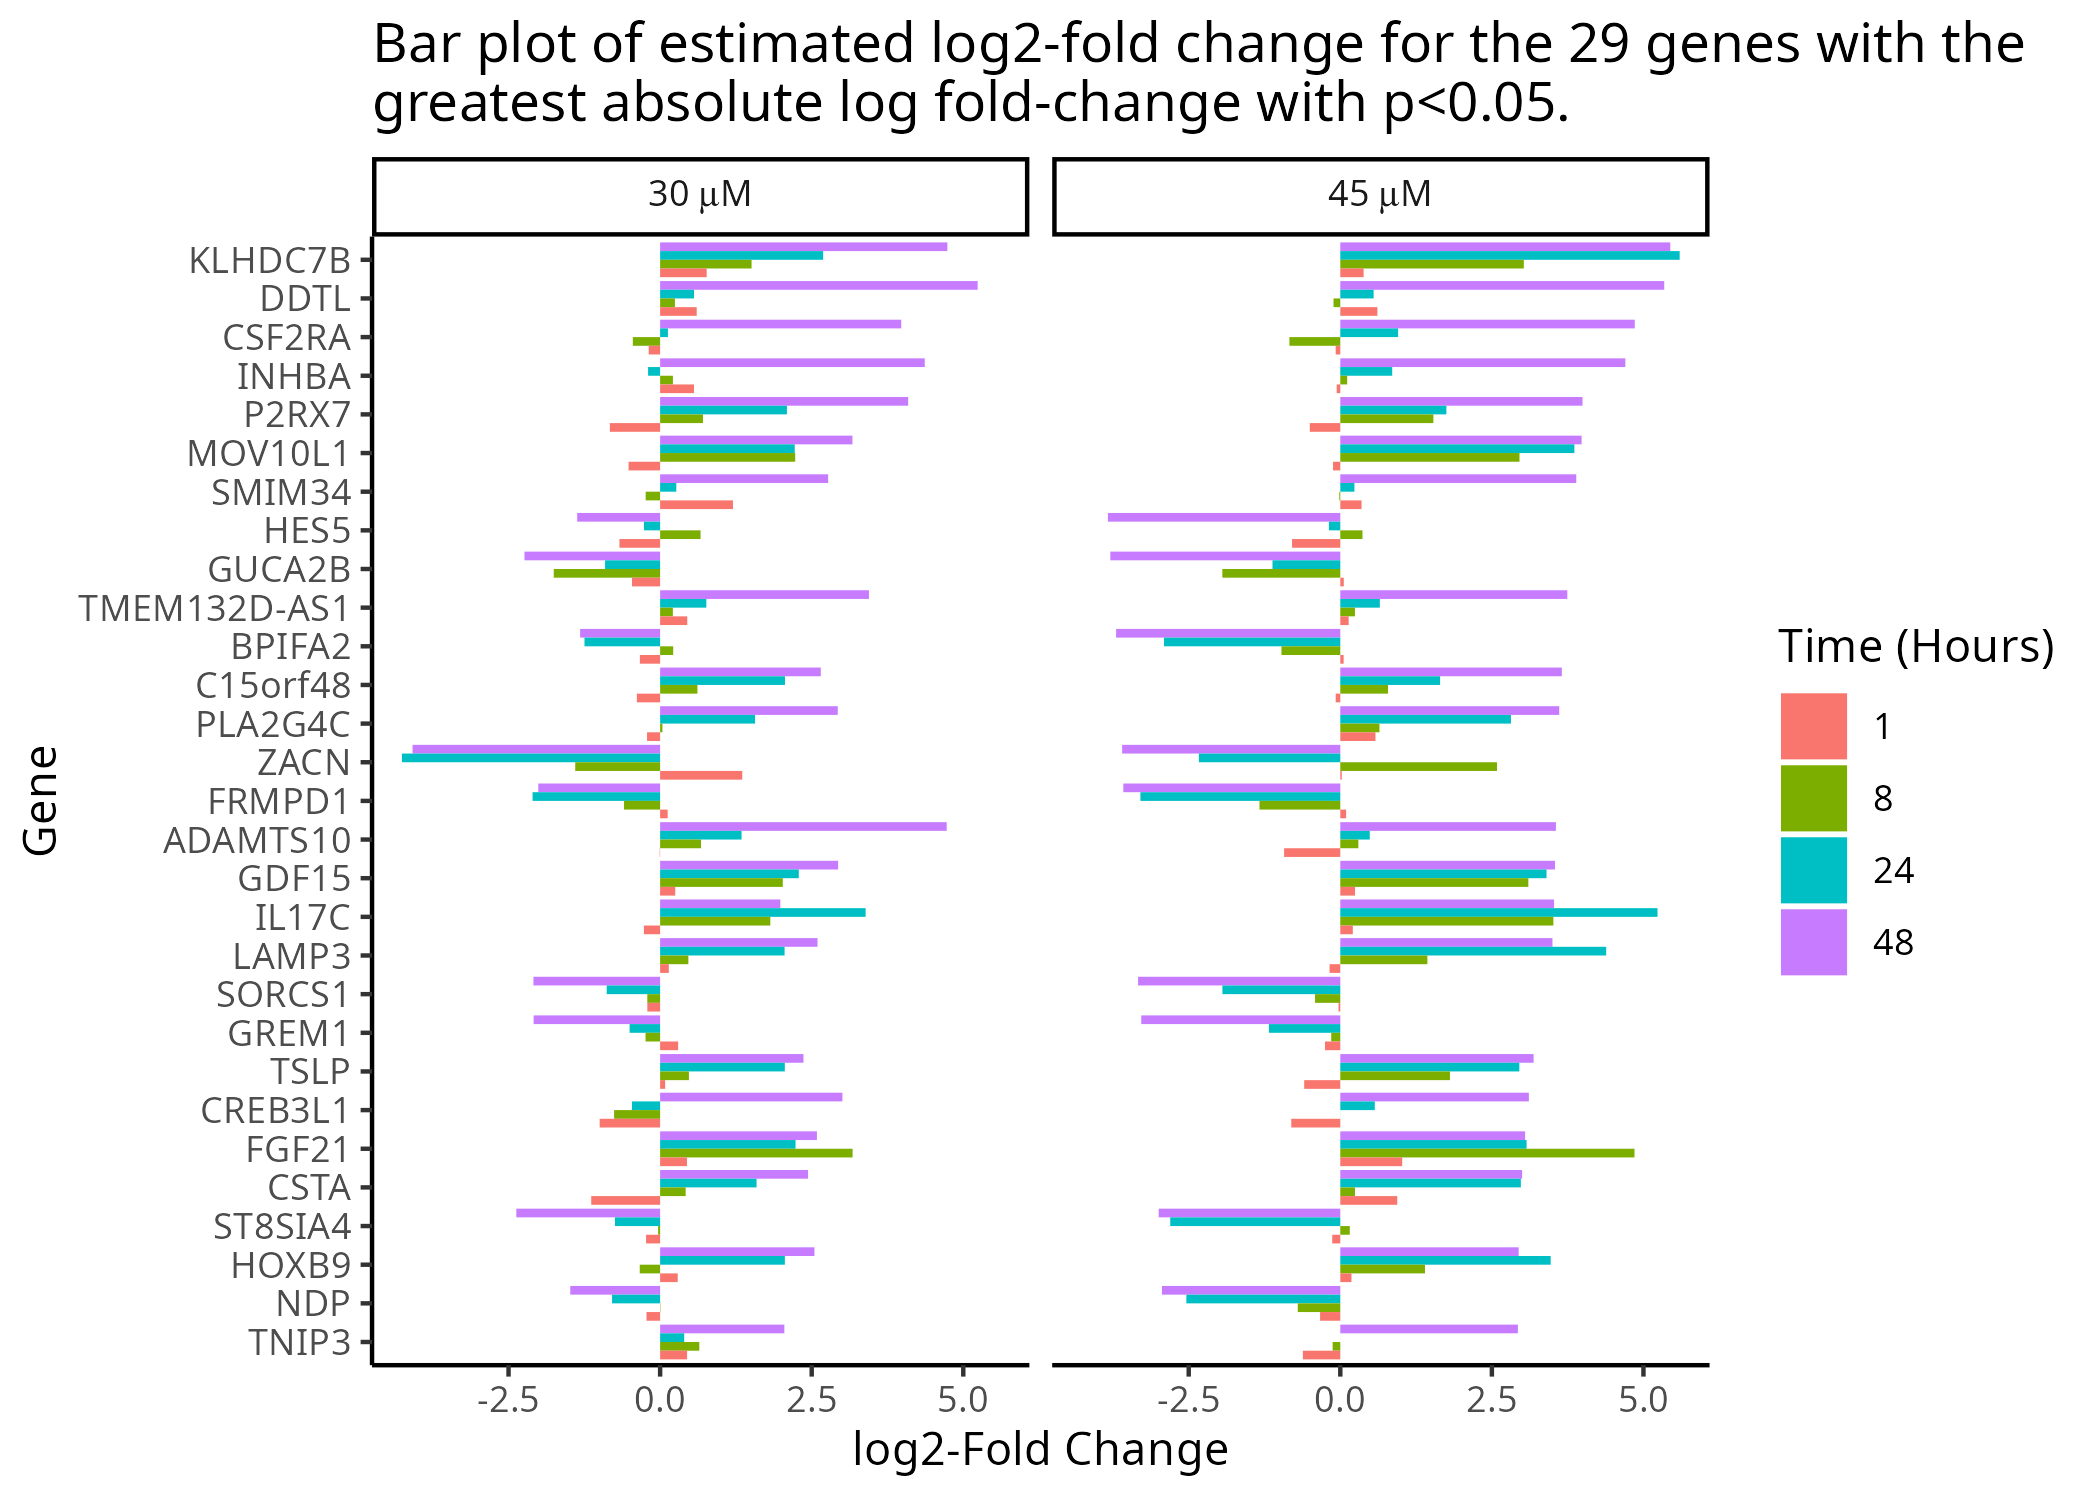 Bar plot of estimated log2-fold change for the 29 genes with the
greatest absolute log fold-change with p<0.05.
30 μM
45 μM
KLHDC7B
DDTL
CSF2RA
INHBA
P2RX7
MOV10L1
SMIM34
HES5
GUCA2B
TMEM132D-AS1
BPIFA2
C15orf48
PLA2G4C
ZACN
FRMPD1
ADAMTS10
GDF15
IL17C
LAMP3
SORCS1
GREM1
TSLP
CREB3L1
FGF21
CSTA
ST8SIA4
HOXB9
NDP
TNIP3
Gene
-2.5 0.0 2.5 5.0
-2.5 0.0 2.5 5.0
log2-Fold Change
Time (Hours)
1
8
24
48